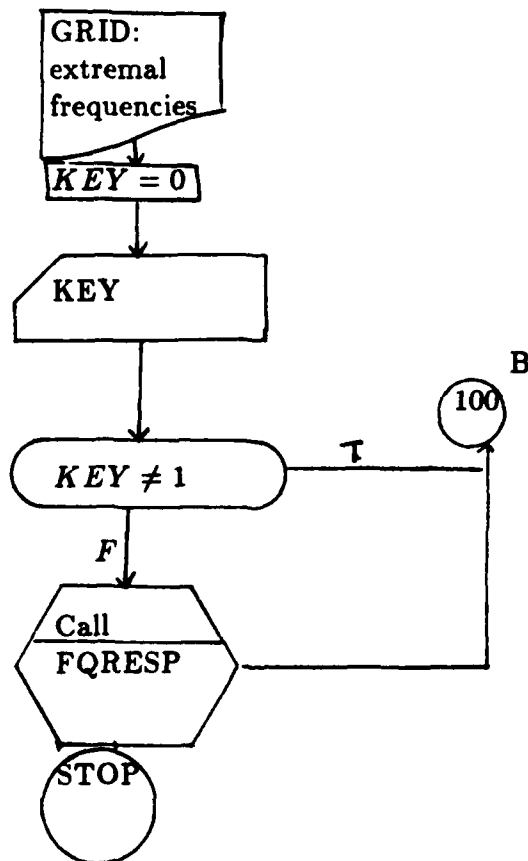 GRID:
extremal
frequencies
KEY = 0
KEY
B
100
KEY ≠ 1
T
F
Call
FQRESP
STOP